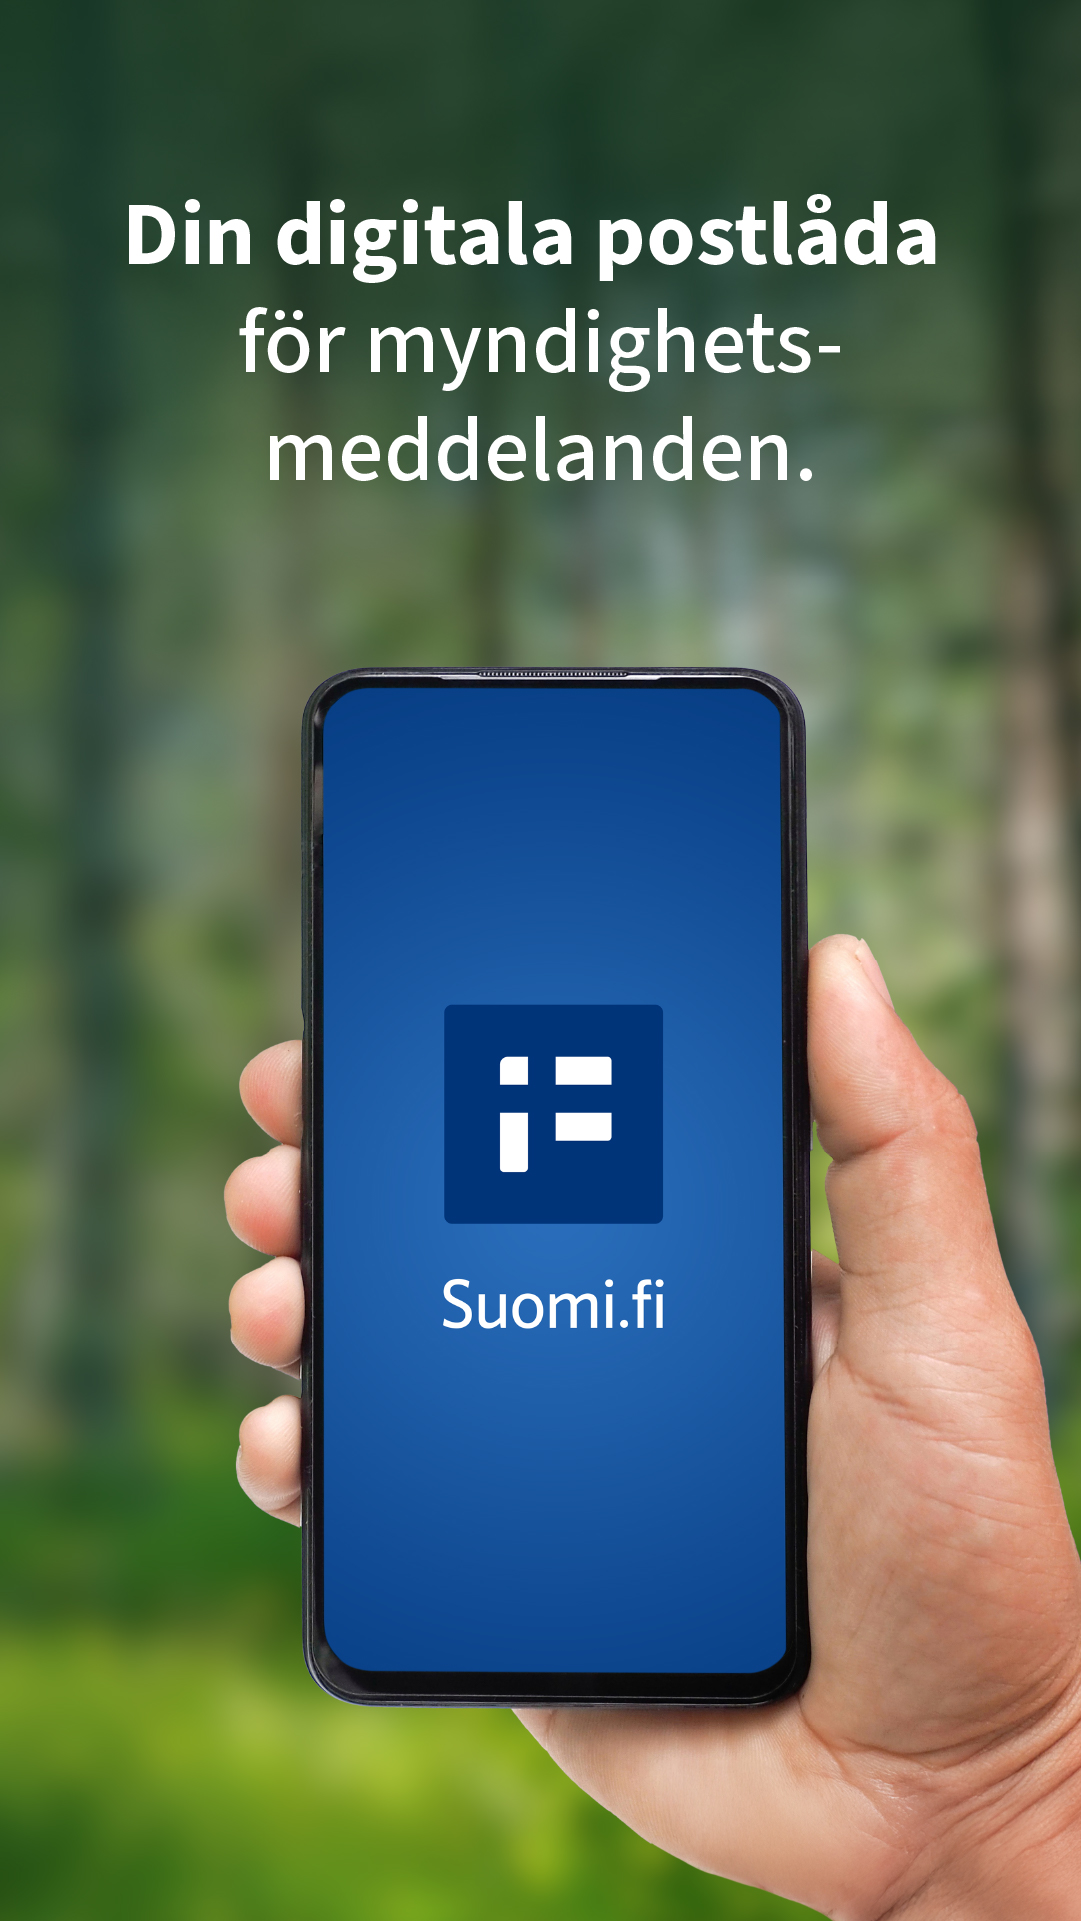 Din digitala postlåda
för myndighets-
meddelanden.
Suomi.fi